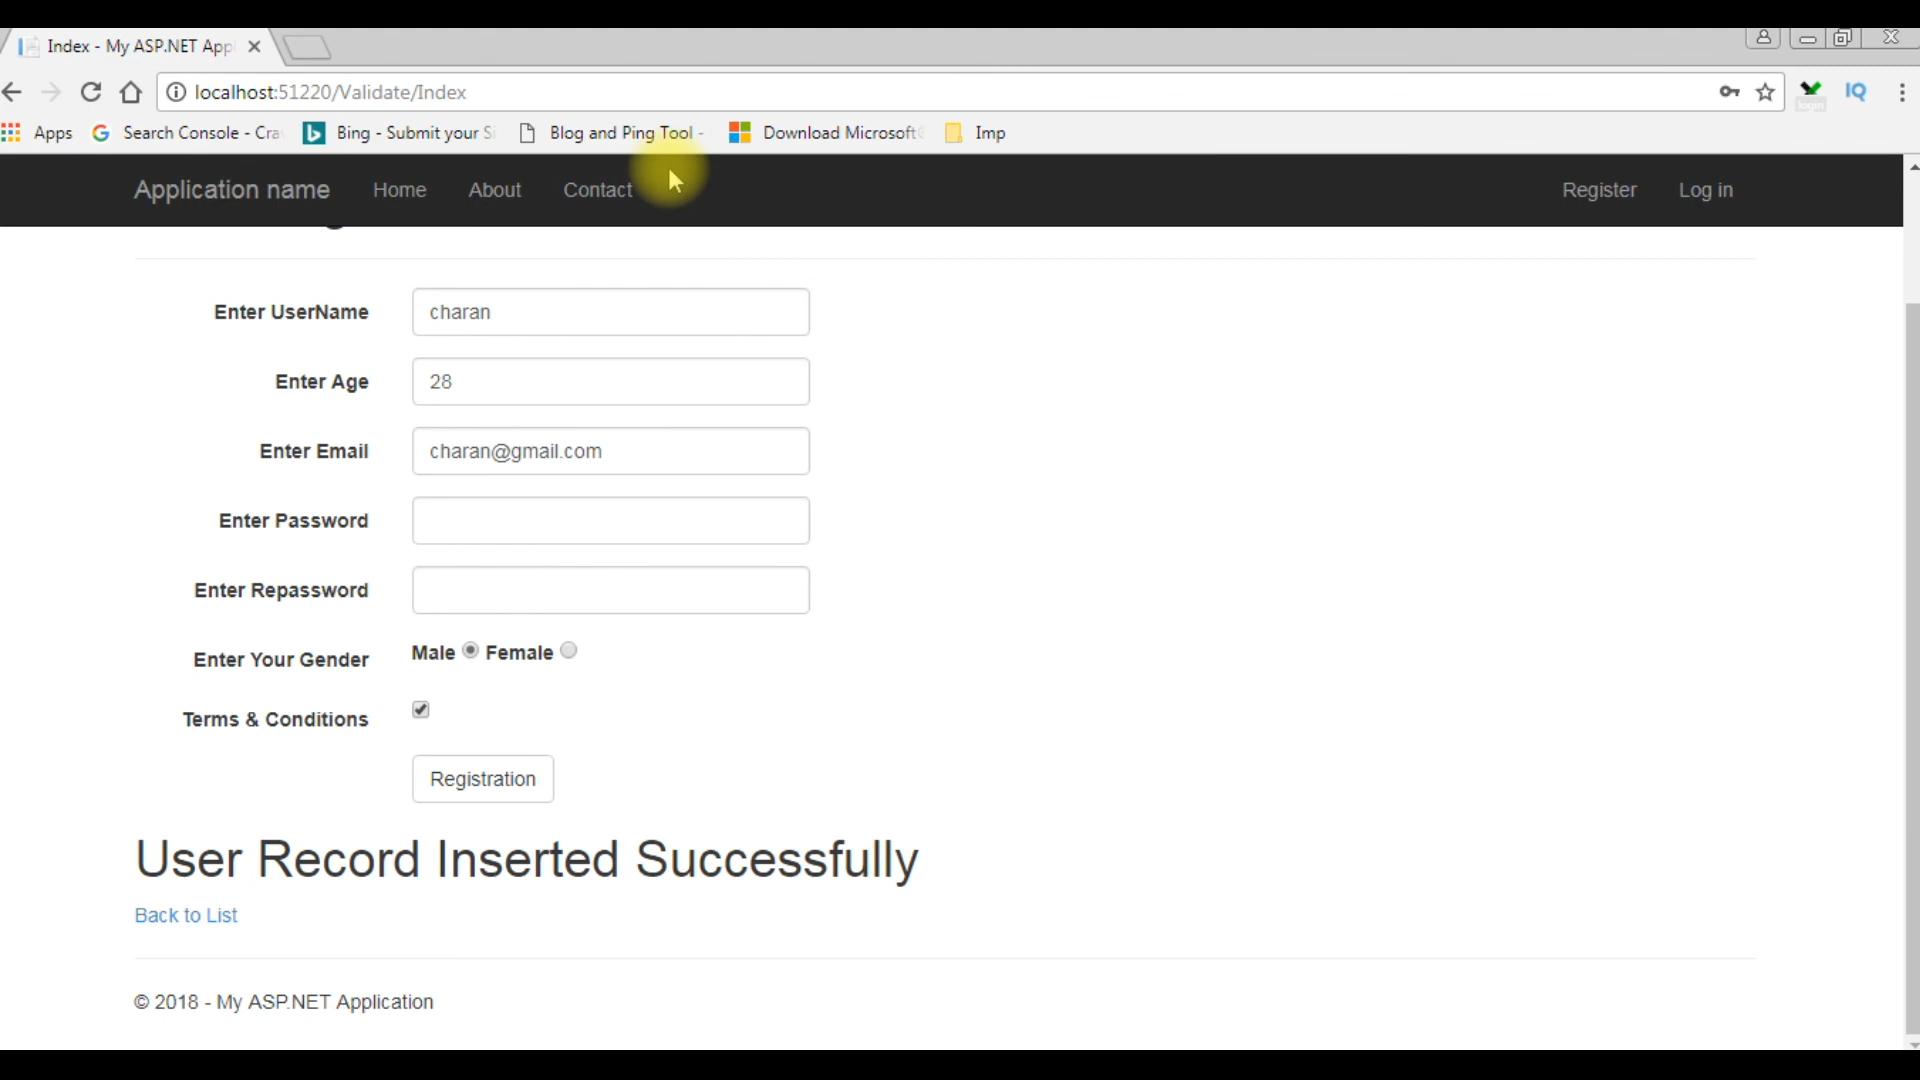 Index - My ASP.NET App
localhost:51220/Validate/Index
login
IQ
Apps
Search Console - Cra
Bing - Submit your Si
Blog and Ping Tool -
Download Microsoft
Imp
Application name Home About Contact Register Log in
Enter UserName charan
Enter Age 28
Enter Email charan@gmail.com
Enter Password
Enter Repassword
Enter Your Gender Male Female
Terms & Conditions
Registration
User Record Inserted Successfully
Back to List
© 2018 - My ASP.NET Application